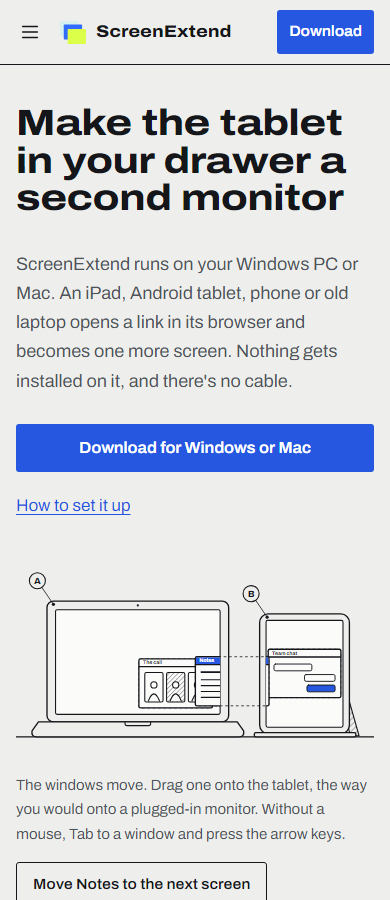 ScreenExtend
Download
Make the tablet
in your drawer a
second monitor
ScreenExtend runs on your Windows PC or
Mac. An iPad, Android tablet, phone or old
laptop opens a link in its browser and
becomes one more screen. Nothing gets
installed on it, and there's no cable.
Download for Windows or Mac
How to set it up
A
B
The call
Notes
Team chat
The windows move. Drag one onto the tablet, the way
you would onto a plugged-in monitor. Without a
mouse, Tab to a window and press the arrow keys.
Move Notes to the next screen